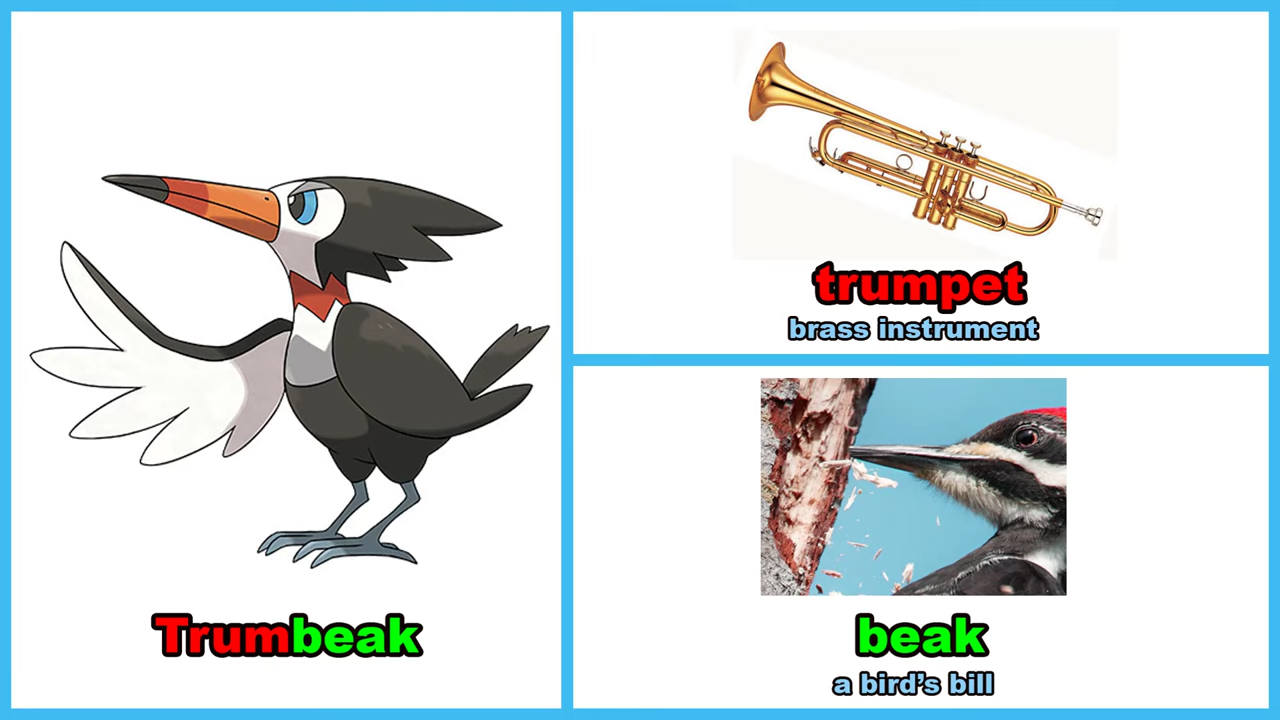 Trumbeak
trumpet
brass instrument
beak
a bird's bill